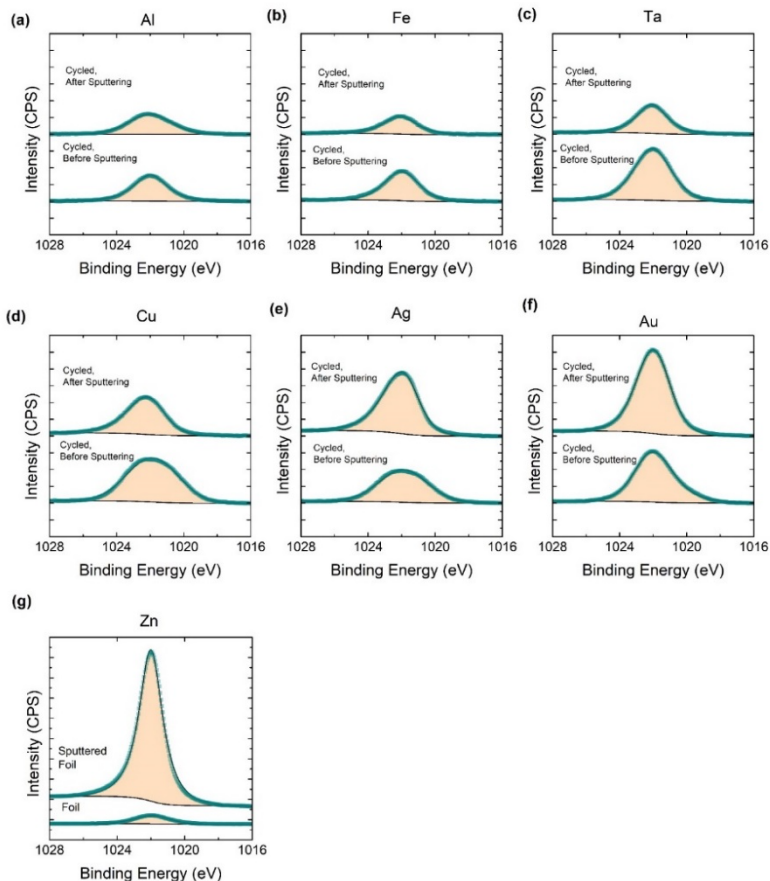 (a)
Al
Intensity (CPS)
Cycled,
After Sputtering
Cycled,
Before Sputtering
1028 1024 1020 1016
Binding Energy (eV)
(b)
Fe
Intensity (CPS)
Cycled,
After Sputtering
Cycled,
Before Sputtering
1028 1024 1020 1016
Binding Energy (eV)
(c)
Ta
Intensity (CPS)
Cycled,
After Sputtering
Cycled,
Before Sputtering
1028 1024 1020 1016
Binding Energy (eV)
(d)
Cu
Intensity (CPS)
Cycled,
After Sputtering
Cycled,
Before Sputtering
1028 1024 1020 1016
Binding Energy (eV)
(e)
Ag
Intensity (CPS)
Cycled,
After Sputtering
Cycled,
Before Sputtering
1028 1024 1020 1016
Binding Energy (eV)
(f)
Au
Intensity (CPS)
Cycled,
After Sputtering
Cycled,
Before Sputtering
1028 1024 1020 1016
Binding Energy (eV)
(g)
Zn
Intensity (CPS)
Sputtered
Foil
Foil
1028 1024 1020 1016
Binding Energy (eV)